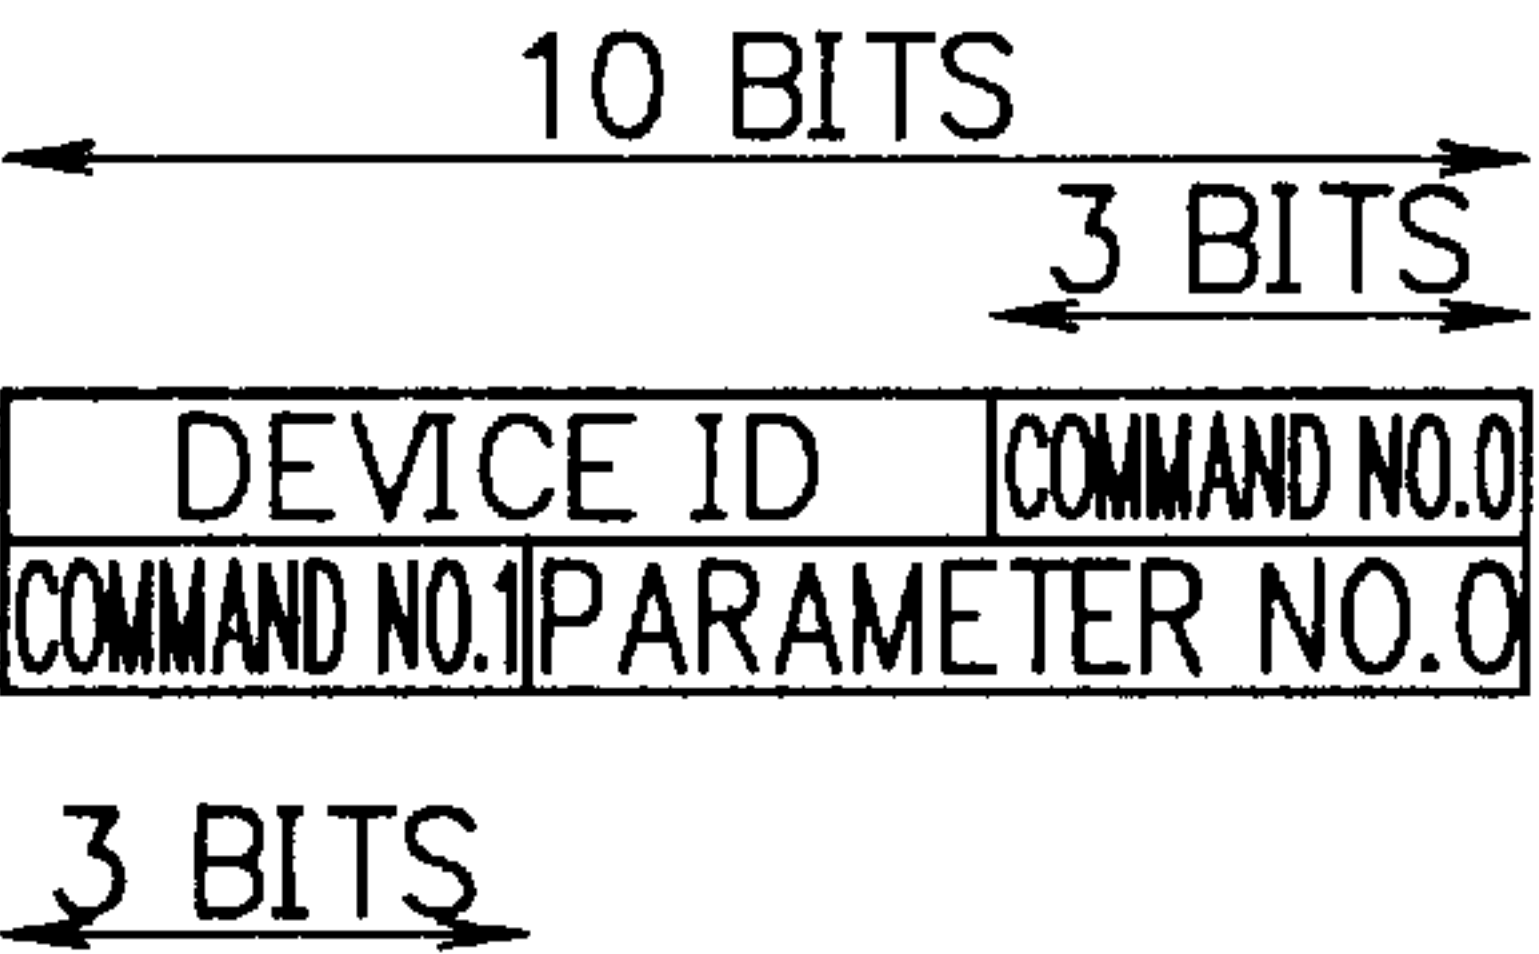 10 BITS
3 BITS
DEVICE ID COMMAND NO.0
COMMAND NO.1 PARAMETER NO.0
3 BITS